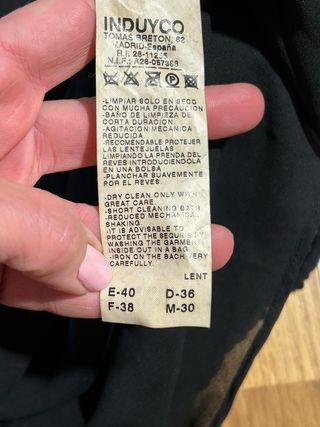 INDUYCO
TOMAS BRETON, 62
MADRID-España
R.I. 28-1123
N.I.F.: A28-057363
-LIMPIAR SOLO EN SECO
CON MUCHA PRECAUCION
-BAÑO DE LIMPIEZA DE
CORTA DURACION.
-AGITACION MECANICA
REDUCIDA.
-RECOMENDABLE PROTEJER
LAS LENTEJUELAS
LIMPIANDO LA PRENDA DEL
REVES INTRODUCIENDOLA
EN UNA BOLSA
-PLANCHAR SUAVEMENTE
POR EL REVES.
-DRY CLEAN ONLY WITH
GREAT CARE.
-SHORT CLEANING BATH
-REDUCED MECHANICAL
SHAKING.
-IT IS ADVISABLE TO
PROTECT THE SEQUINS BY
WASHING THE GARMENT
INSIDE OUT IN A BAG.
-IRON ON THE BACH VERY
CAREFULLY.
LENT
E-40 D-36
F-38 M-30